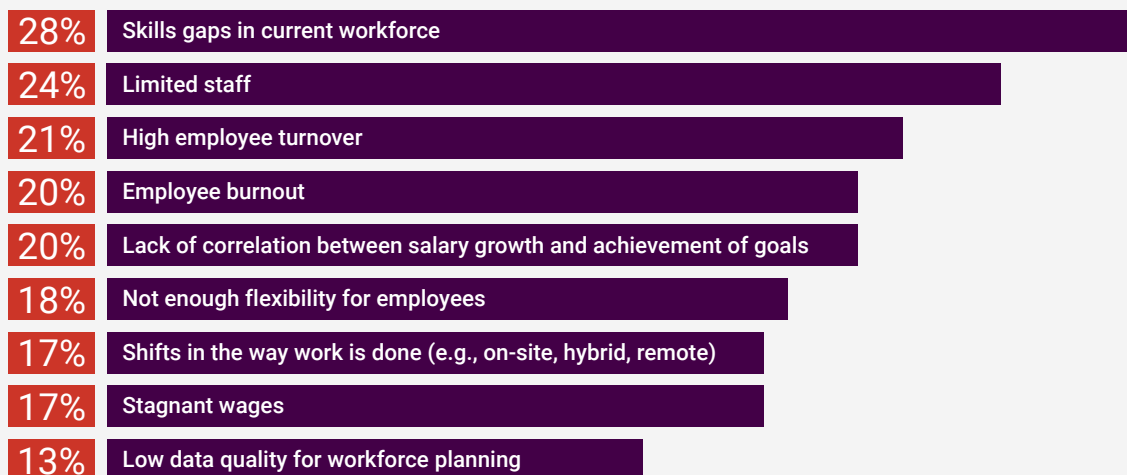 28% Skills gaps in current workforce
24% Limited staff
21% High employee turnover
20% Employee burnout
20% Lack of correlation between salary growth and achievement of goals
18% Not enough flexibility for employees
17% Shifts in the way work is done (e.g., on-site, hybrid, remote)
17% Stagnant wages
13% Low data quality for workforce planning